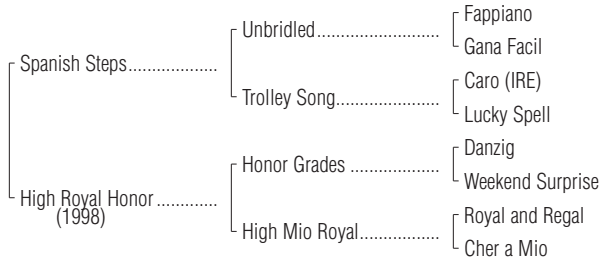 Fappiano
Unbridled....................
Gana Facil
Spanish Steps..................
Caro (IRE)
Trolley Song.....................
Lucky Spell
Danzig
Honor Grades ..................
Weekend Surprise
High Royal Honor ............
(1998)
Royal and Regal
High Mio Royal................
Cher a Mio